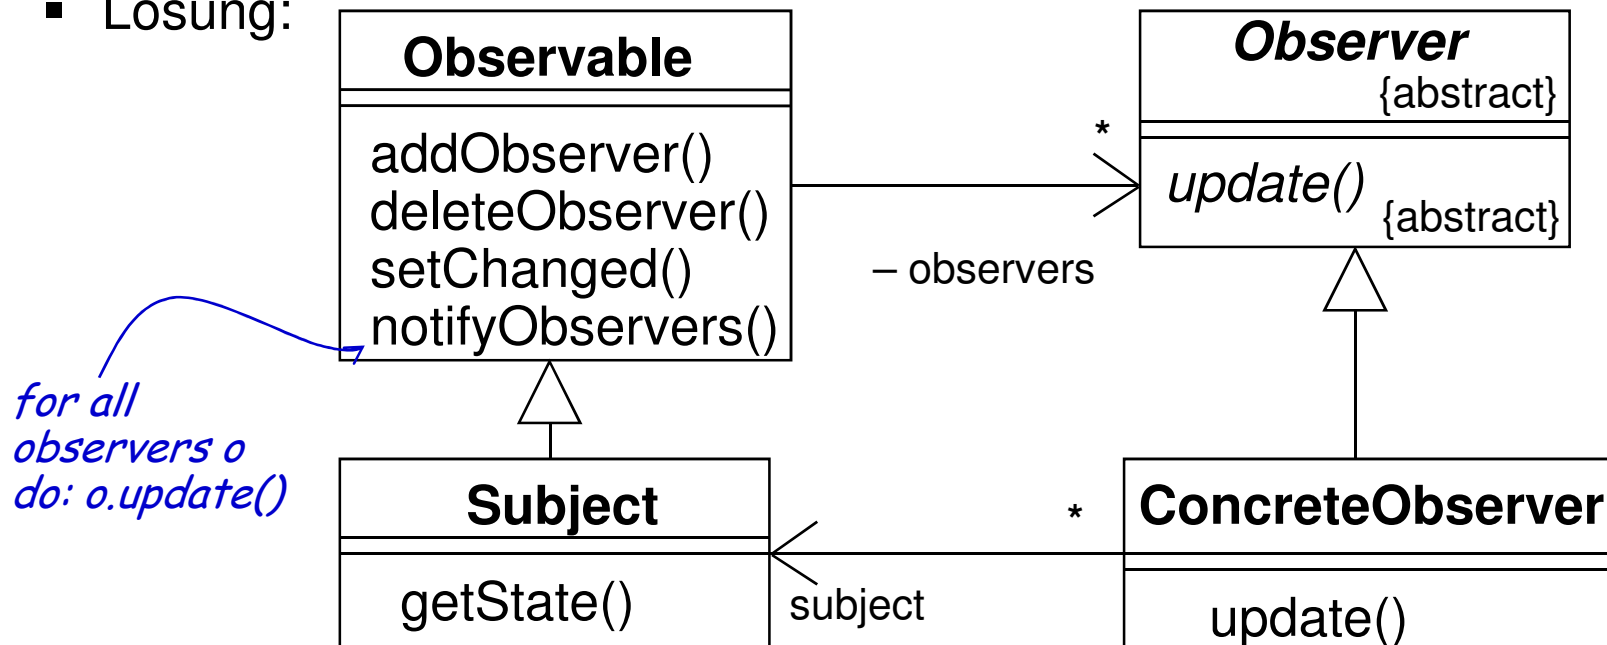 ▪ Lösung:
Observable
addObserver()
deleteObserver()
setChanged()
notifyObservers()
Observer
{abstract}
update()
{abstract}
*
– observers
for all
observers o
do: o.update()
Subject
getState()
*
subject
ConcreteObserver
update()